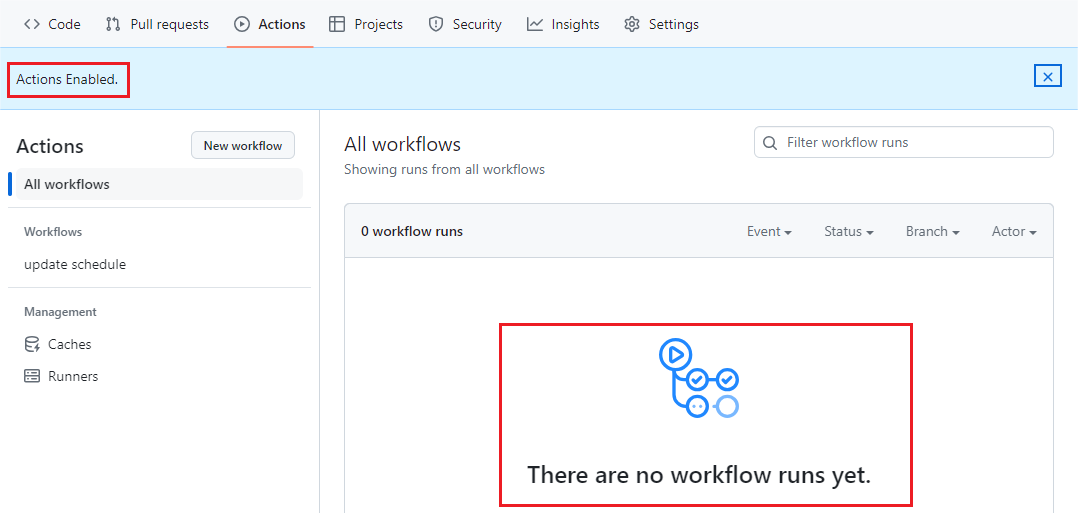 Code Pull requests Actions Projects Security Insights Settings
Actions Enabled.
Actions New workflow
All workflows
Workflows
update schedule
Management
Caches
Runners
All workflows
Showing runs from all workflows
Filter workflow runs
0 workflow runs Event Status Branch Actor
There are no workflow runs yet.